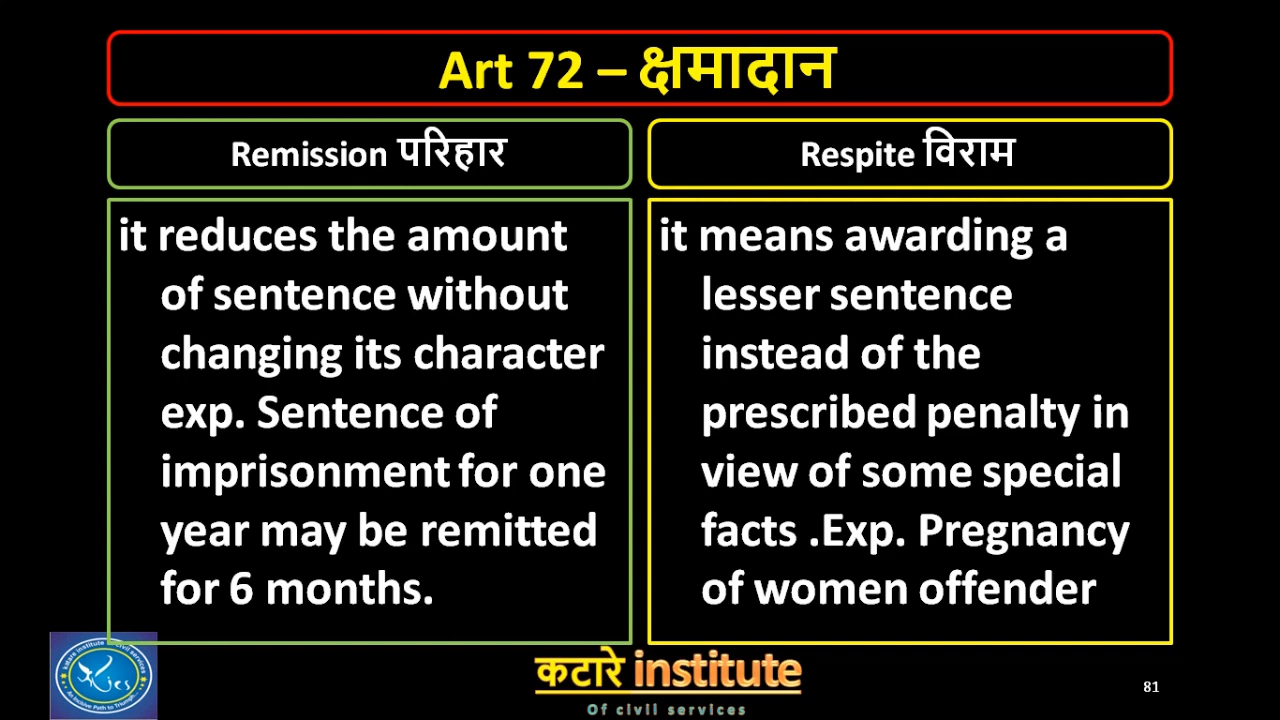 Art 72 – क्षमादान
Remission परिहार
Respite विराम
it reduces the amount
of sentence without
changing its character
exp. Sentence of
imprisonment for one
year may be remitted
for 6 months.
it means awarding a
lesser sentence
instead of the
prescribed penalty in
view of some special
facts .Exp. Pregnancy
of women offender
कटारे institute
Of civil services
81